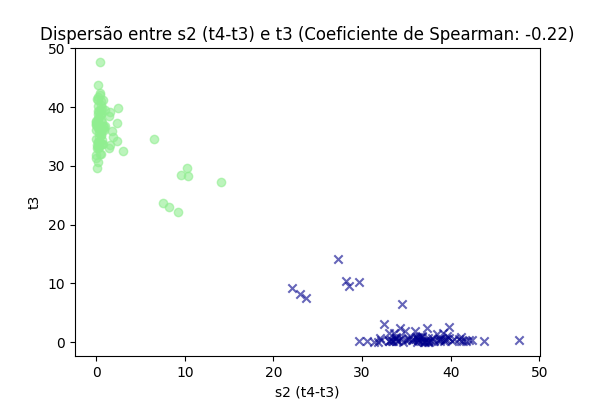 Dispersão entre s2 (t4-t3) e t3 (Coeficiente de Spearman: -0.22)
50
40
30
20
10
0
t3
0 10 20 30 40 50
s2 (t4-t3)